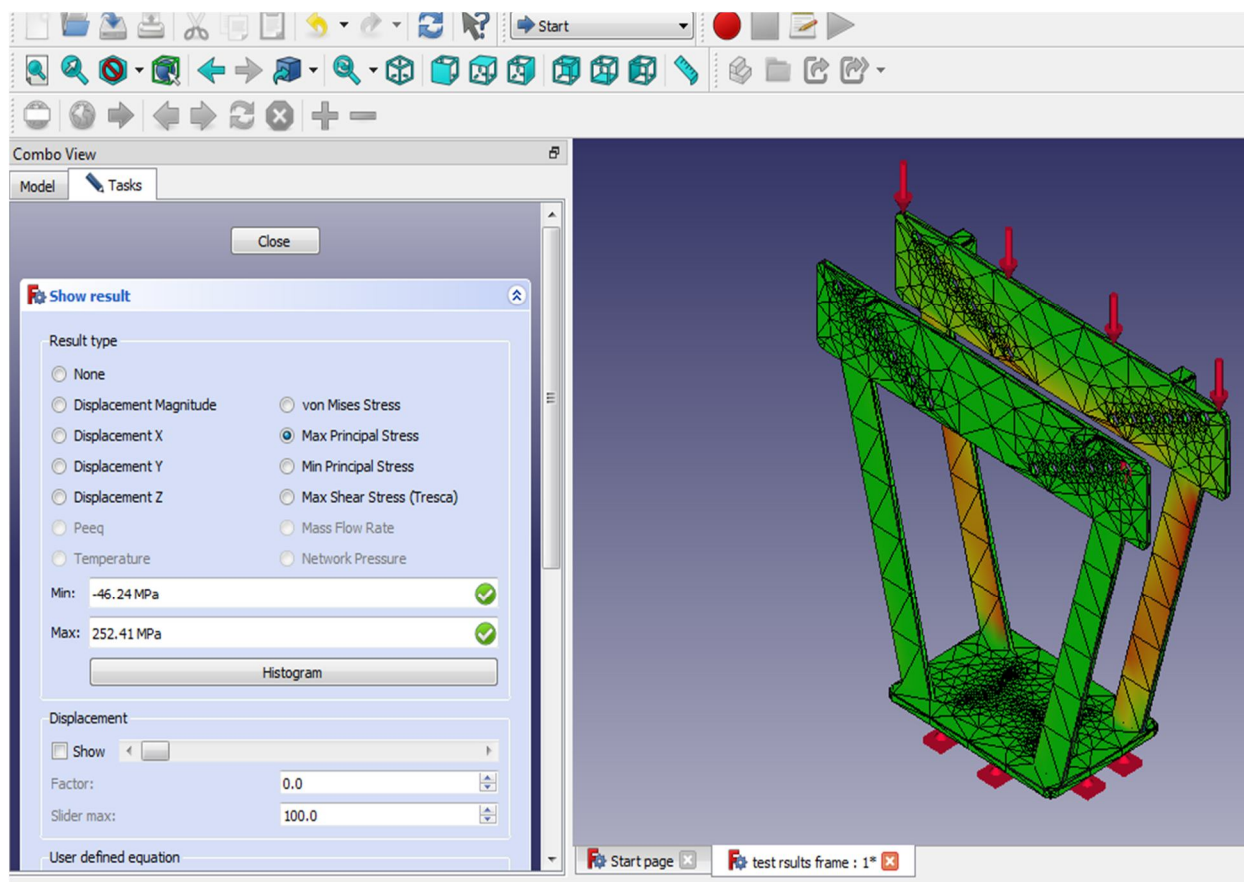 Start
Combo View
Model
Tasks
Close
Show result
Result type
None
Displacement Magnitude
von Mises Stress
Displacement X
Max Principal Stress
Displacement Y
Min Principal Stress
Displacement Z
Max Shear Stress (Tresca)
Peeq
Mass Flow Rate
Temperature
Network Pressure
Min: -46.24 MPa
Max: 252.41 MPa
Histogram
Displacement
Show
Factor: 0.0
Slider max: 100.0
User defined equation
Start page
test rsults frame : 1*